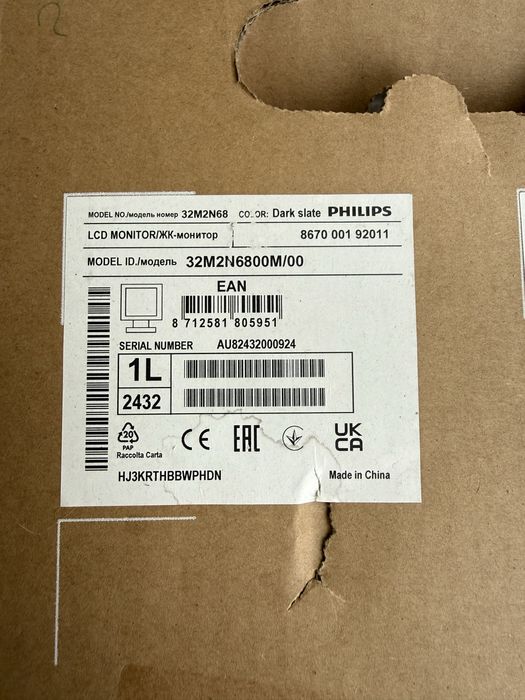 MODEL NO./модель номер 32M2N68 COLOR: Dark slate PHILIPS
LCD MONITOR/ЖК-монитор 8670 001 92011
MODEL ID./модель 32M2N6800M/00
EAN
8 712581 805951
SERIAL NUMBER AU82432000924
1L
2432
20
PAP
Raccolta Carta
CE EAC UK CA
HJ3KRTHBBWPHDN
Made in China